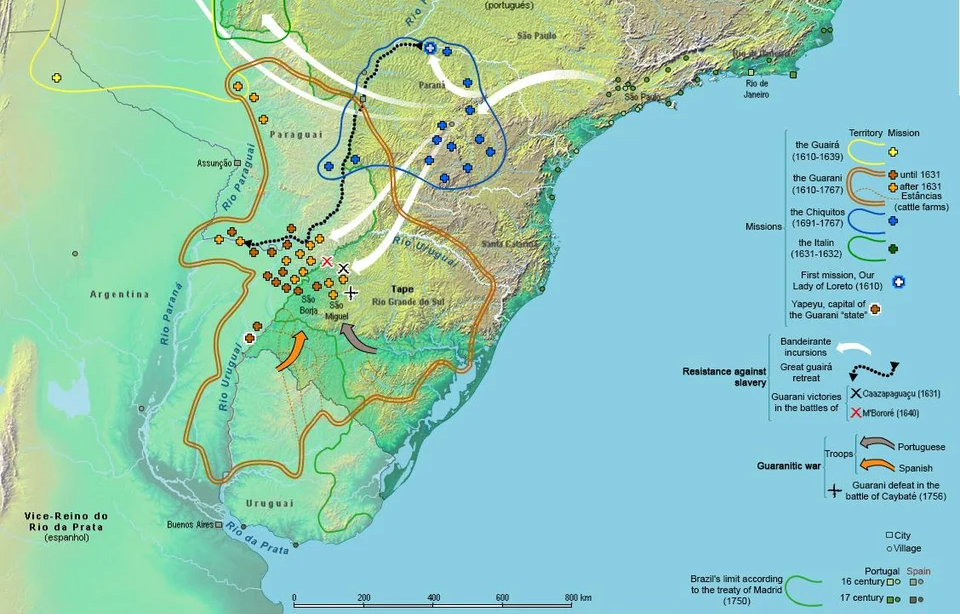 (portugués)
Rio P
São Paulo
Rio de Janeiro
Paraná
São Paulo
Rio de
Janeiro
Paraguai
Assunção
Rio Paraguai
Rio Uruguai
Santa Catarina
Argentina
Rio Paraná
São
Borja
São
Miguel
Tape
Rio Grande do Sul
Rio Uruguai
Uruguai
Vice-Reino do
Rio da Prata
(espanhol)
Buenos Aires
Rio da Prata
0 200 400 600 800 km
Territory Mission
Missions
the Guairá
(1610-1639)
the Guarani
(1610-1767)
until 1631
after 1631
Estâncias
(cattle farms)
the Chiquitos
(1691-1767)
the Italin
(1631-1632)
First mission, Our
Lady of Loreto (1610)
Yapeyu, capital of
the Guarani "state"
Resistance against
slavery
Bandeirante
incursions
Great guairá
retreat
Guarani victories
in the battles of
Caazapaguaçu (1631)
M'Bororé (1640)
Guaranitic war
Troops
Portuguese
Spanish
Guarani defeat in the
battle of Caybaté (1756)
City
Village
Brazil's limit according
to the treaty of Madrid
(1750)
Portugal Spain
16 century
17 century